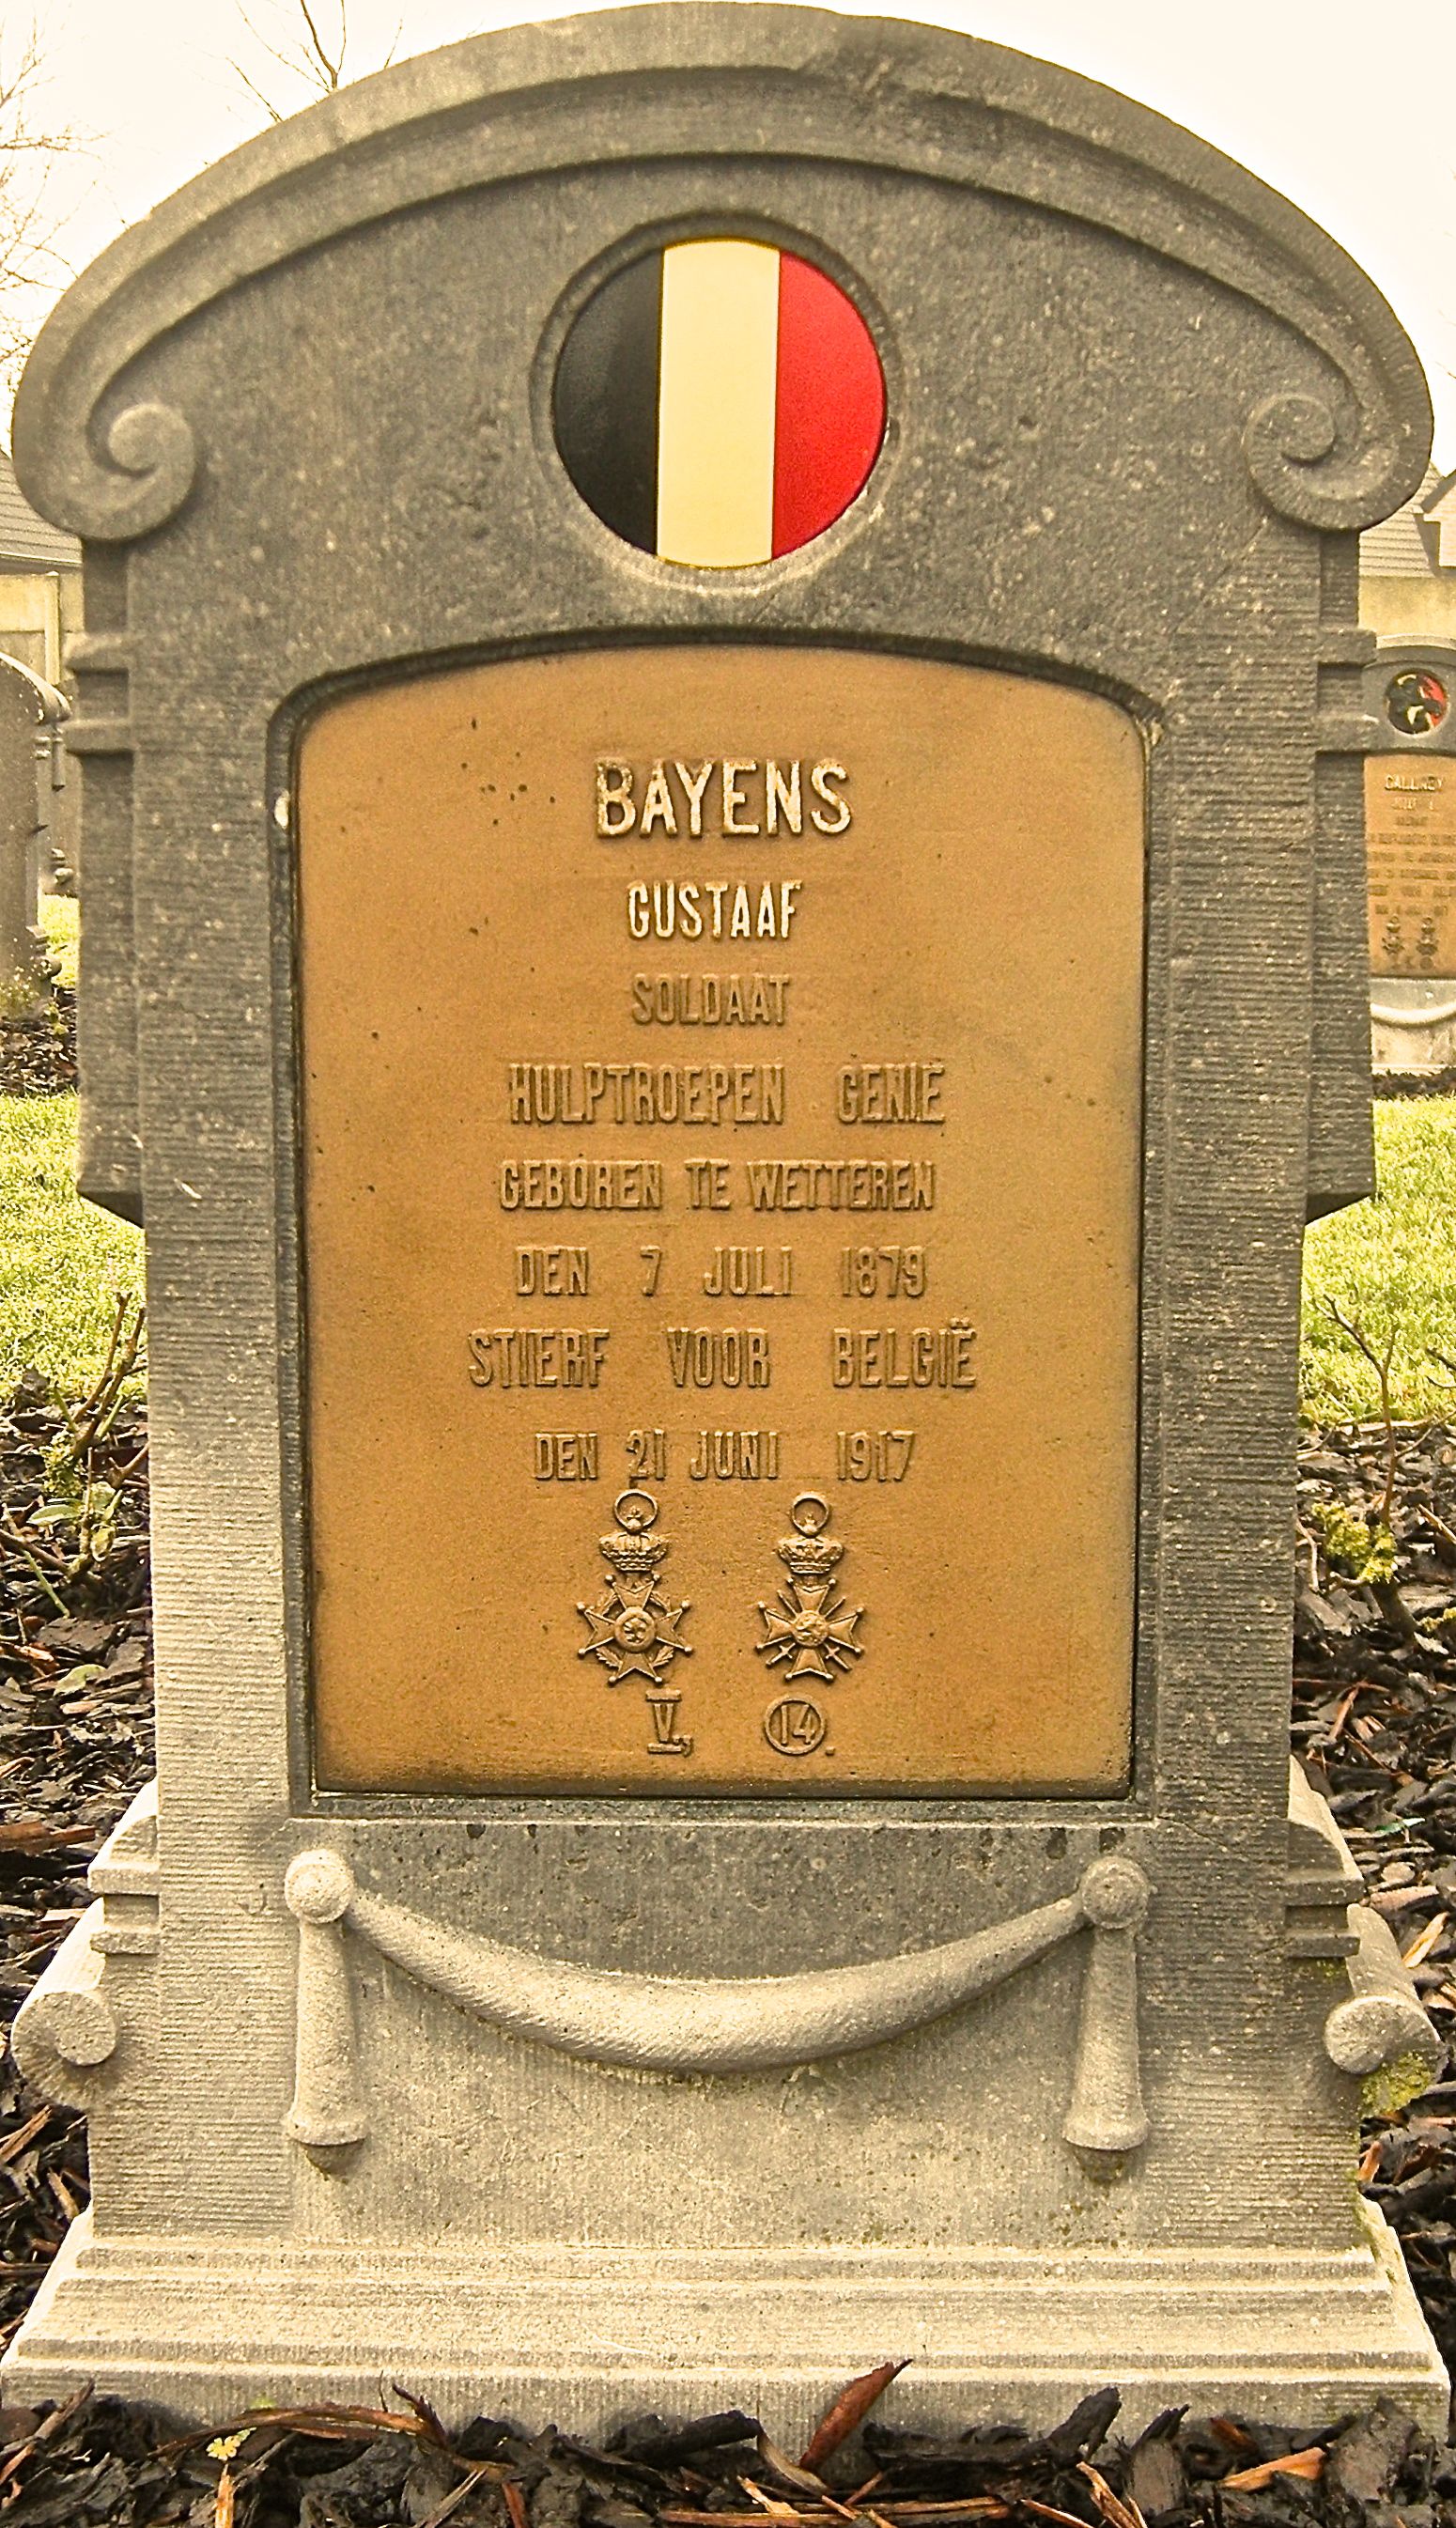 BAYENS
GUSTAAF
SOLDAAT
HULPTROEPEN GENIE
GEBOREN TE WETTEREN
DEN 7 JULI 1879
STIERF VOOR BELGIË
DEN 21 JUNI 1917
V, 14.